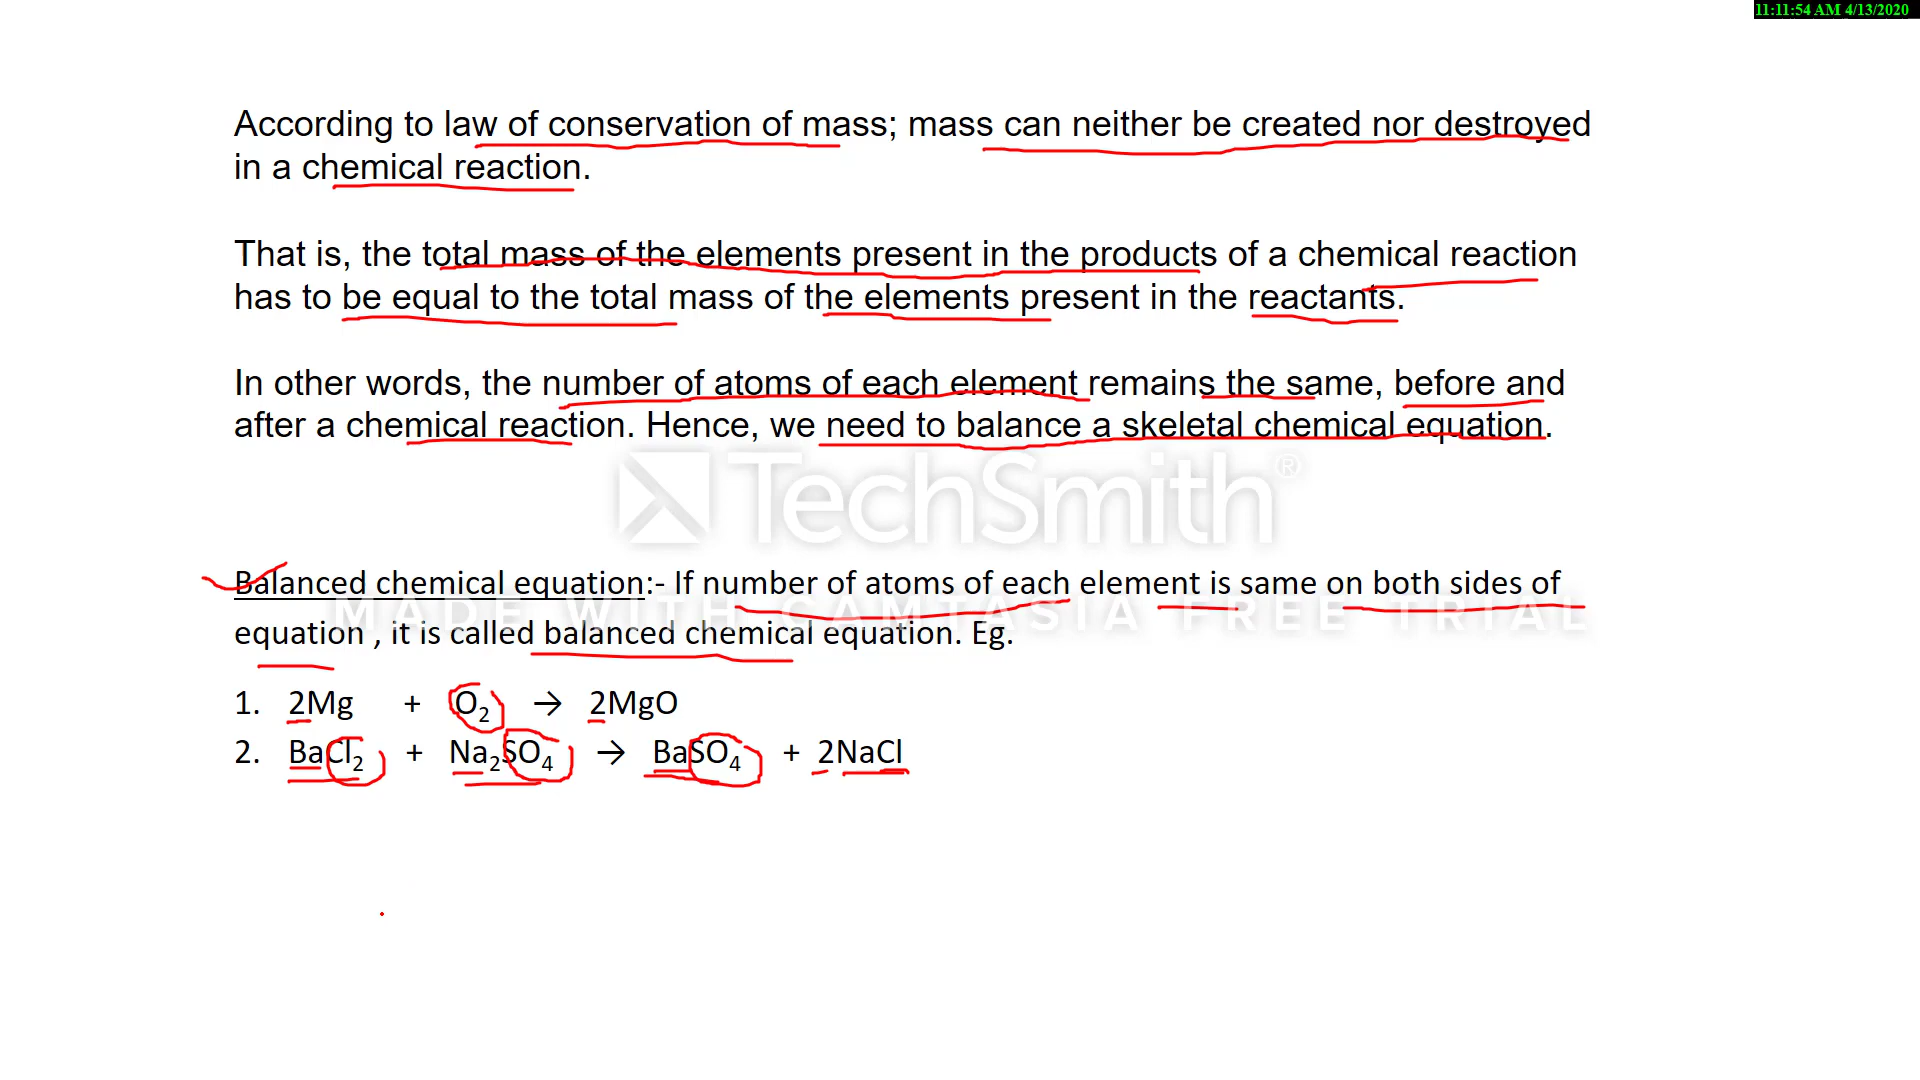 11:11:54 AM 4/13/2020
According to law of conservation of mass; mass can neither be created nor destroyed
in a chemical reaction.
That is, the total mass of the elements present in the products of a chemical reaction
has to be equal to the total mass of the elements present in the reactants.
In other words, the number of atoms of each element remains the same, before and
after a chemical reaction. Hence, we need to balance a skeletal chemical equation.
TechSmith®
Balanced chemical equation:- If number of atoms of each element is same on both sides of
MADE WITH CAMTASIA FREE TRIAL
equation , it is called balanced chemical equation. Eg.
1. 2Mg + O₂ → 2MgO
2. BaCl₂ + Na₂SO₄ → BaSO₄ + 2NaCl